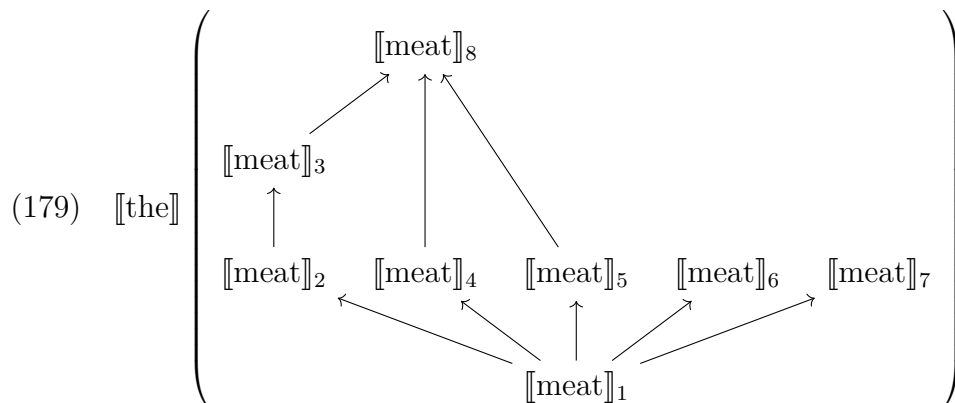 ⟦meat⟧₈
⟦meat⟧₃
(179) ⟦the⟧
⟦meat⟧₂ ⟦meat⟧₄ ⟦meat⟧₅ ⟦meat⟧₆ ⟦meat⟧₇
⟦meat⟧₁